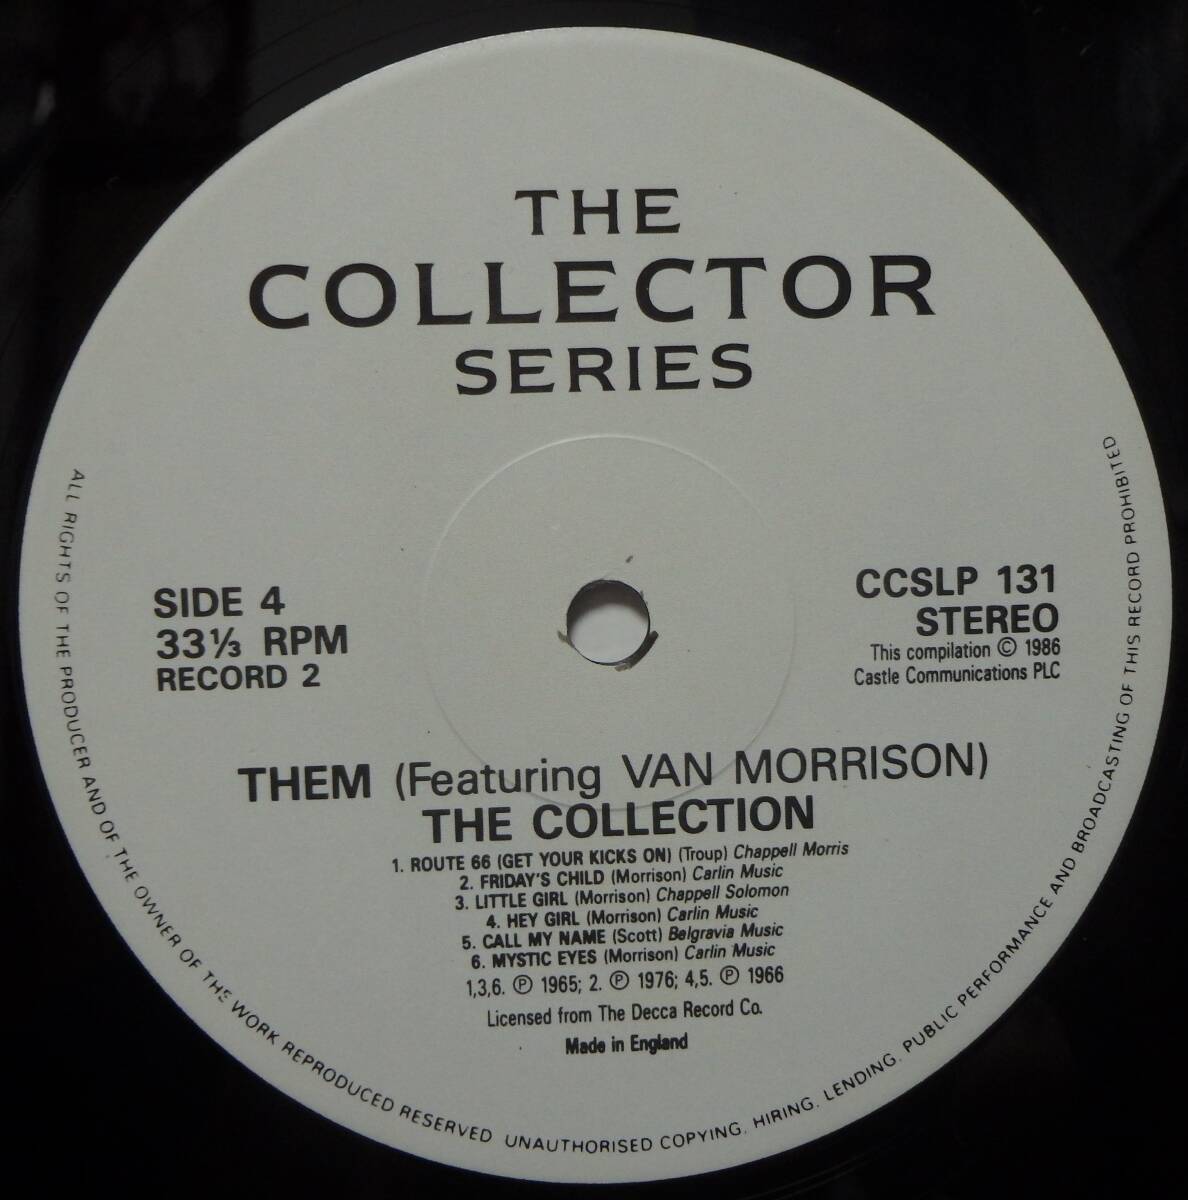 THE
COLLECTOR
SERIES
SIDE 4
33⅓ RPM
RECORD 2
CCSLP 131
STEREO
This compilation © 1986
Castle Communications PLC
THEM (Featuring VAN MORRISON)
THE COLLECTION
1. ROUTE 66 (GET YOUR KICKS ON) (Troup) Chappell Morris
2. FRIDAY'S CHILD (Morrison) Carlin Music
3. LITTLE GIRL (Morrison) Chappell Solomon
4. HEY GIRL (Morrison) Carlin Music
5. CALL MY NAME (Scott) Belgravia Music
6. MYSTIC EYES (Morrison) Carlin Music
1,3,6. ℗ 1965; 2. ℗ 1976; 4,5. ℗ 1966
Licensed from The Decca Record Co.
Made in England
ALL RIGHTS OF THE PRODUCER AND OF THE OWNER OF THE WORK REPRODUCED RESERVED UNAUTHORISED COPYING, HIRING, LENDING, PUBLIC PERFORMANCE AND BROADCASTING OF THIS RECORD PROHIBITED